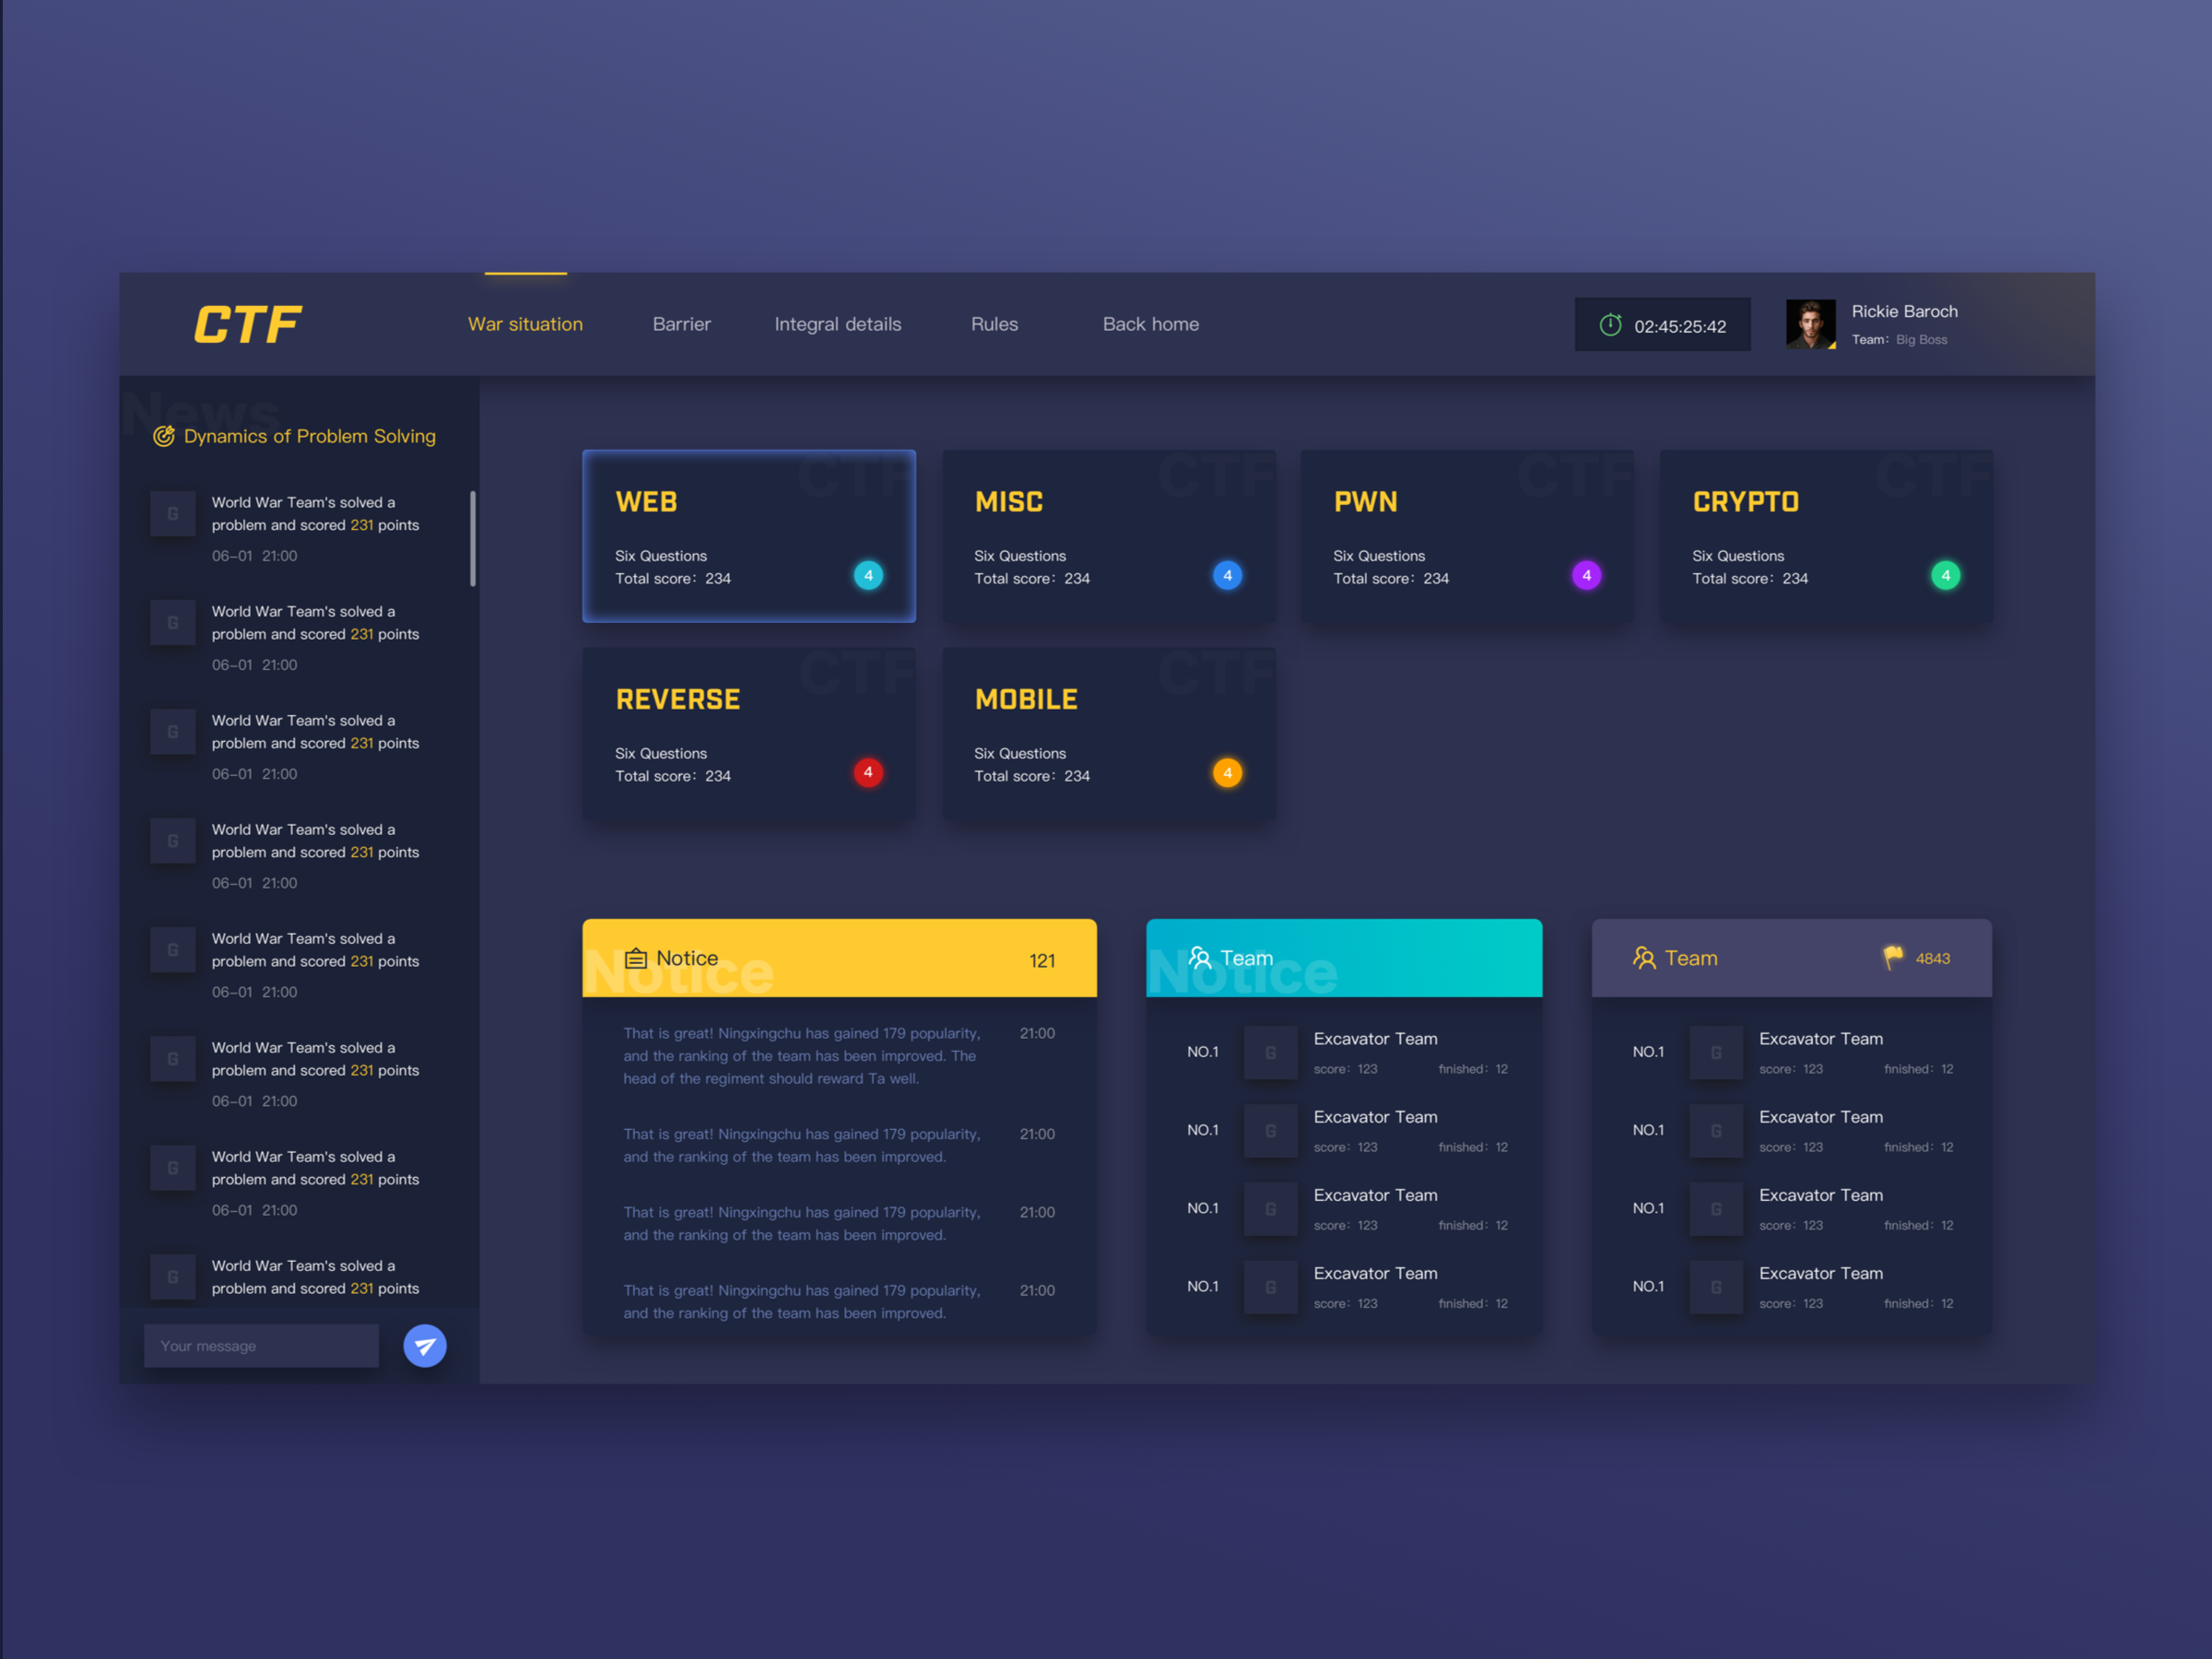 CTF
War situation
Barrier
Integral details
Rules
Back home
02:45:25:42
Rickie Baroch
Team: Big Boss
News
Dynamics of Problem Solving
G
World War Team's solved a
problem and scored 231 points
06-01 21:00
G
World War Team's solved a
problem and scored 231 points
06-01 21:00
G
World War Team's solved a
problem and scored 231 points
06-01 21:00
G
World War Team's solved a
problem and scored 231 points
06-01 21:00
G
World War Team's solved a
problem and scored 231 points
06-01 21:00
G
World War Team's solved a
problem and scored 231 points
06-01 21:00
G
World War Team's solved a
problem and scored 231 points
06-01 21:00
G
World War Team's solved a
problem and scored 231 points
Your message
CTF
WEB
Six Questions
Total score: 234
4
CTF
MISC
Six Questions
Total score: 234
4
CTF
PWN
Six Questions
Total score: 234
4
CTF
CRYPTO
Six Questions
Total score: 234
4
CTF
REVERSE
Six Questions
Total score: 234
4
CTF
MOBILE
Six Questions
Total score: 234
4
Notice
Notice
121
That is great! Ningxingchu has gained 179 popularity,
and the ranking of the team has been improved. The
head of the regiment should reward Ta well.
21:00
That is great! Ningxingchu has gained 179 popularity,
and the ranking of the team has been improved.
21:00
That is great! Ningxingchu has gained 179 popularity,
and the ranking of the team has been improved.
21:00
That is great! Ningxingchu has gained 179 popularity,
and the ranking of the team has been improved.
21:00
Team
Notice
NO.1
G
Excavator Team
score: 123
finished: 12
NO.1
G
Excavator Team
score: 123
finished: 12
NO.1
G
Excavator Team
score: 123
finished: 12
NO.1
G
Excavator Team
score: 123
finished: 12
Team
4843
NO.1
G
Excavator Team
score: 123
finished: 12
NO.1
G
Excavator Team
score: 123
finished: 12
NO.1
G
Excavator Team
score: 123
finished: 12
NO.1
G
Excavator Team
score: 123
finished: 12